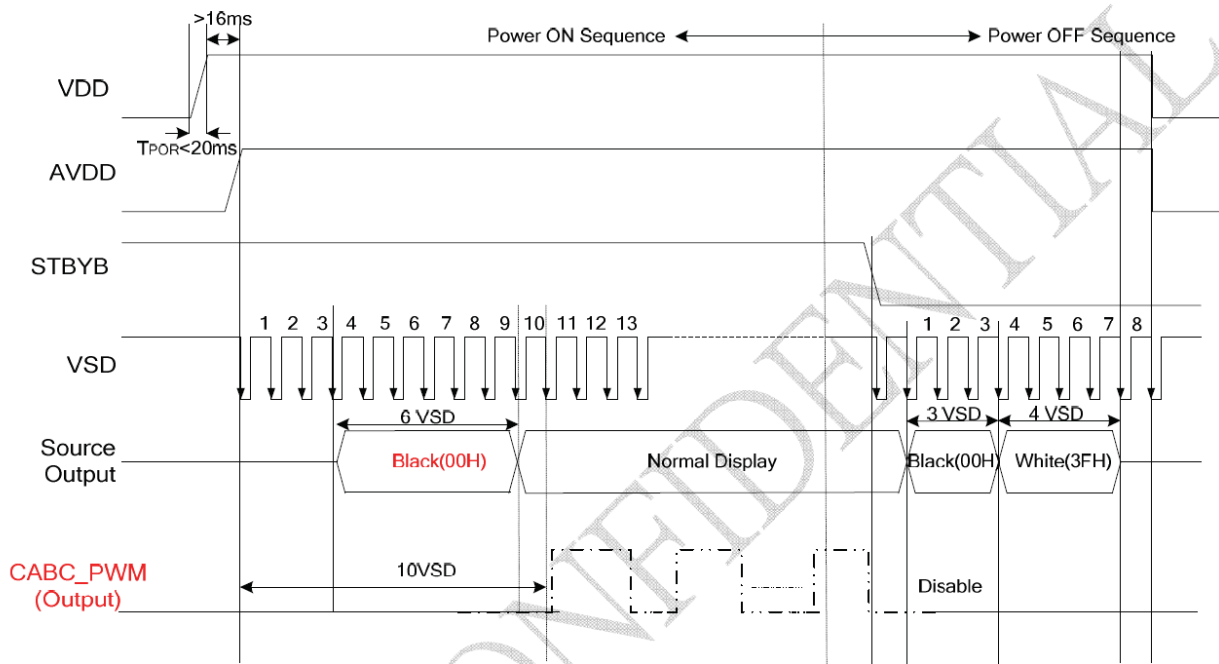 >16ms
Power ON Sequence
Power OFF Sequence
VDD
TPOR<20ms
AVDD
STBYB
1 2 3 4 5 6 7 8 9 10 11 12 13
1 2 3 4 5 6 7 8
VSD
6 VSD
3 VSD
4 VSD
Source
Output
Black(00H)
Normal Display
Black(00H)
White(3FH)
CABC_PWM
(Output)
10VSD
Disable
ONFIDENTIAL